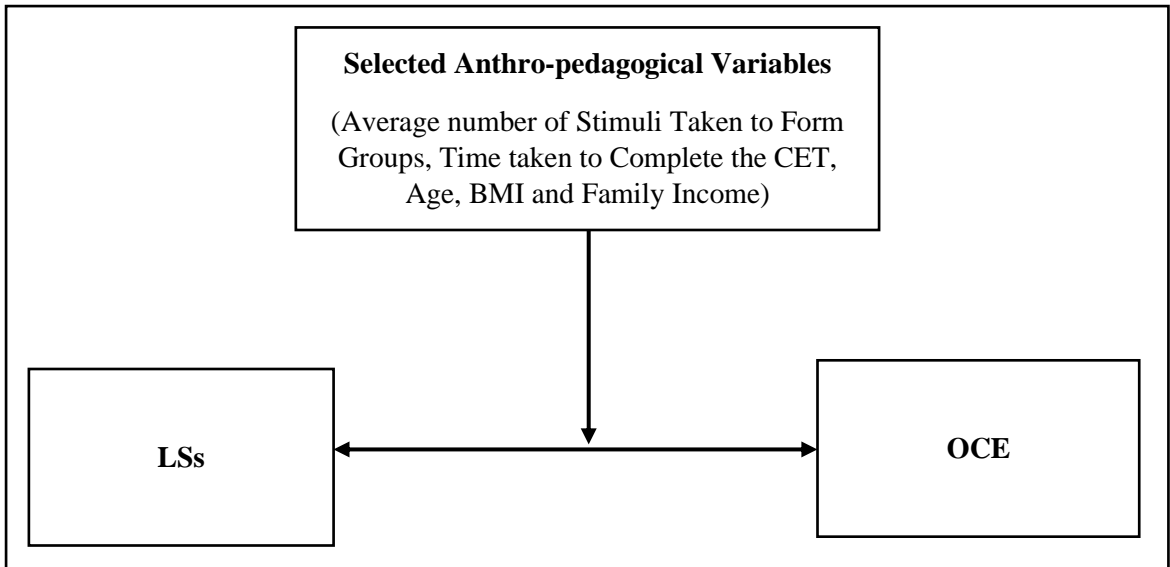 Selected Anthro-pedagogical Variables
(Average number of Stimuli Taken to Form
Groups, Time taken to Complete the CET,
Age, BMI and Family Income)
LSs
OCE